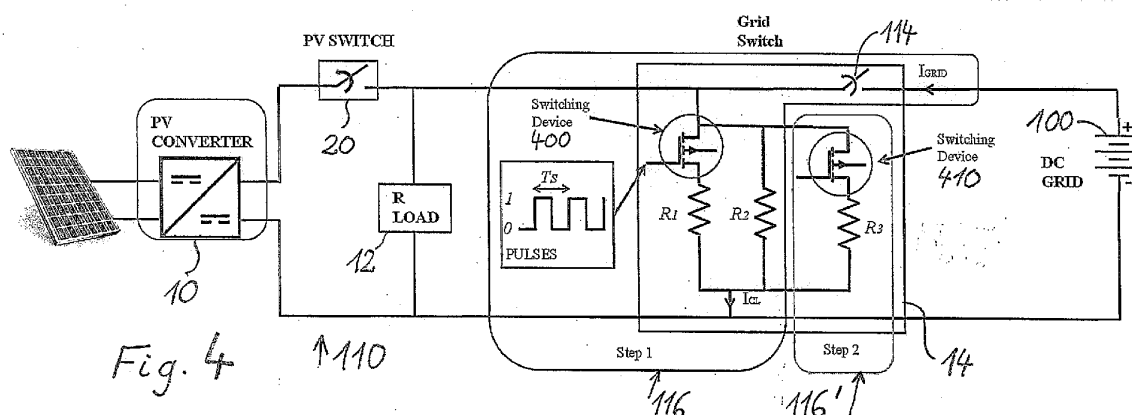 Grid
Switch
PV SWITCH
114
IGRID
20
PV
CONVERTER
10
R
LOAD
12
Switching
Device
400
Ts
1
0
PULSES
R1
R2
R3
Switching
Device
410
100
+
-
DC
GRID
ICL
Step 1
Step 2
14
116
116'
110
Fig. 4